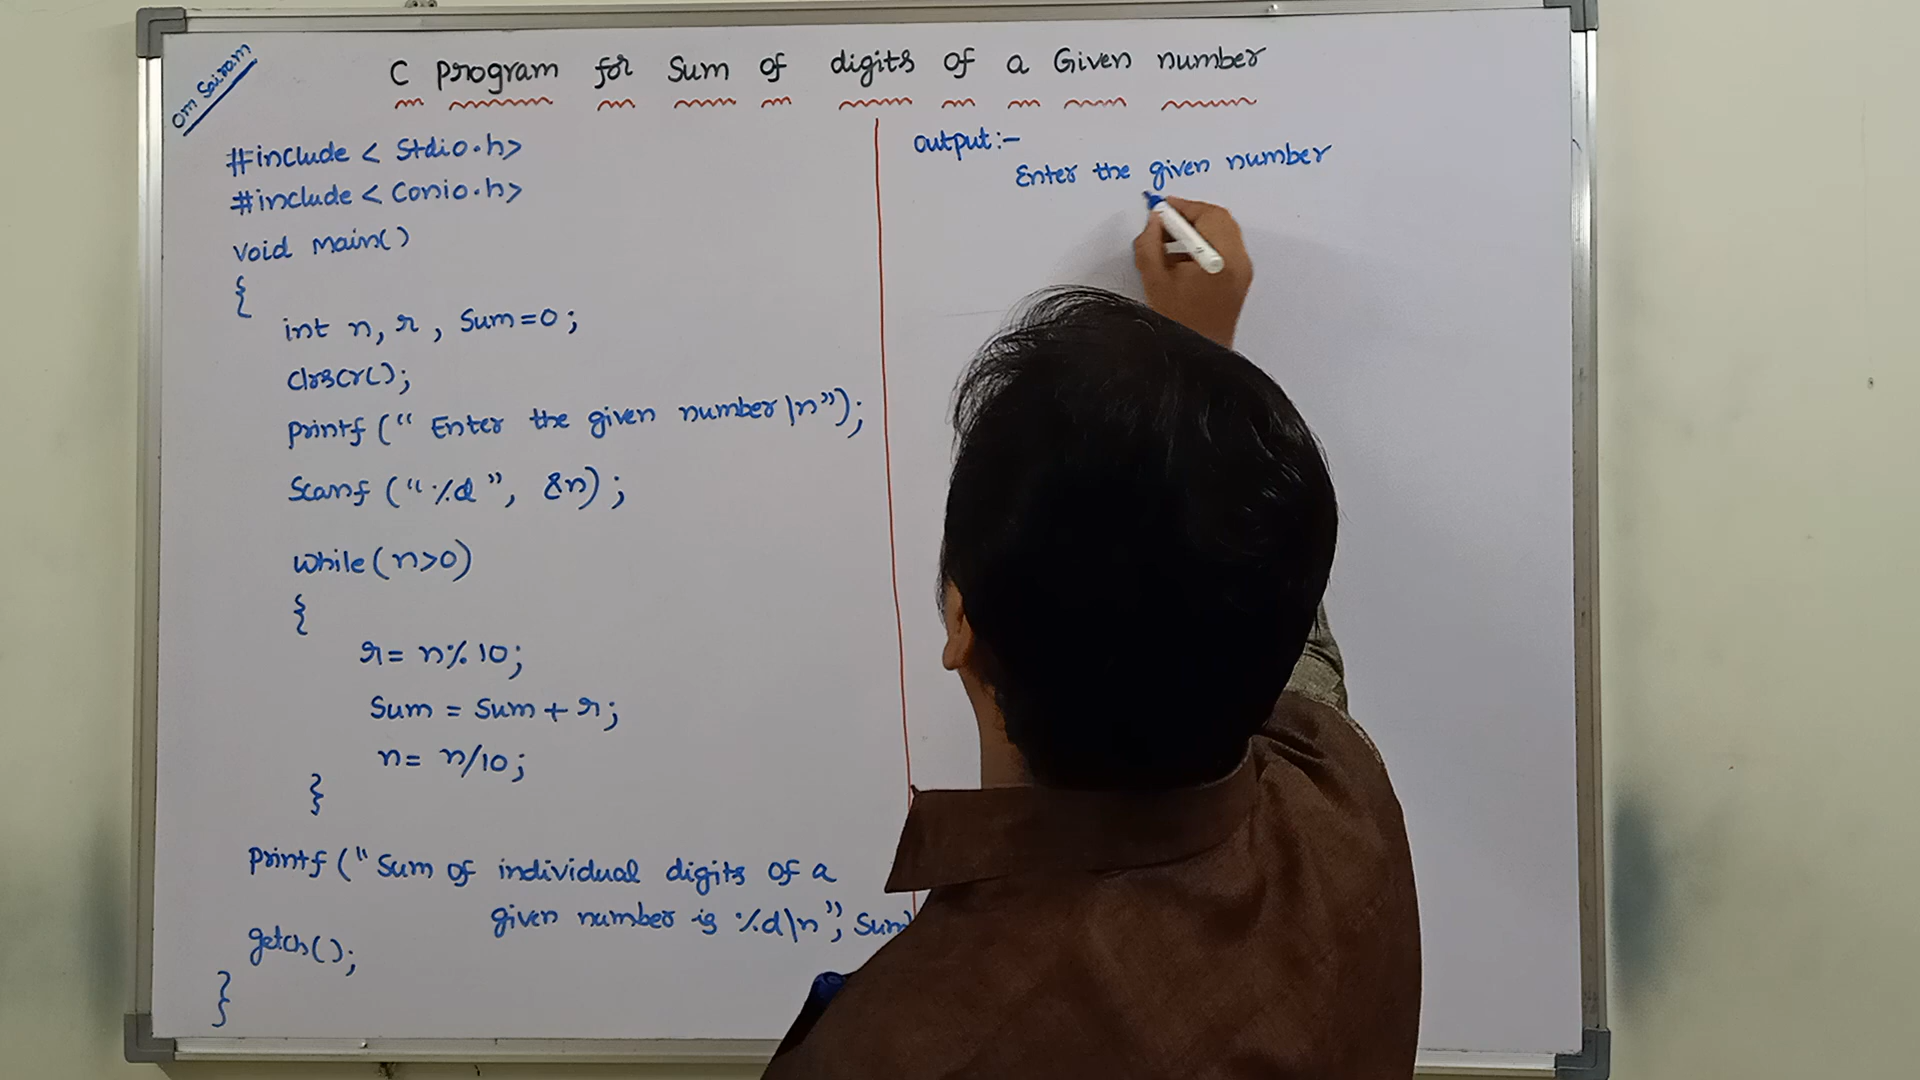 Om Sairam
C program for Sum of digits of a Given number
#include < Stdio.h>
#include < Conio.h>
Void main()
{
int n, r, Sum=0;
clrscr();
printf (" Enter the given number \n");
Scanf ("%d", &n);
while (n>0)
{
r= n% 10;
Sum = Sum + r;
n= n/10;
}
printf ("Sum of individual digits of a
given number is %d\n", Sum)
getch();
}
output:-
Enter the given number